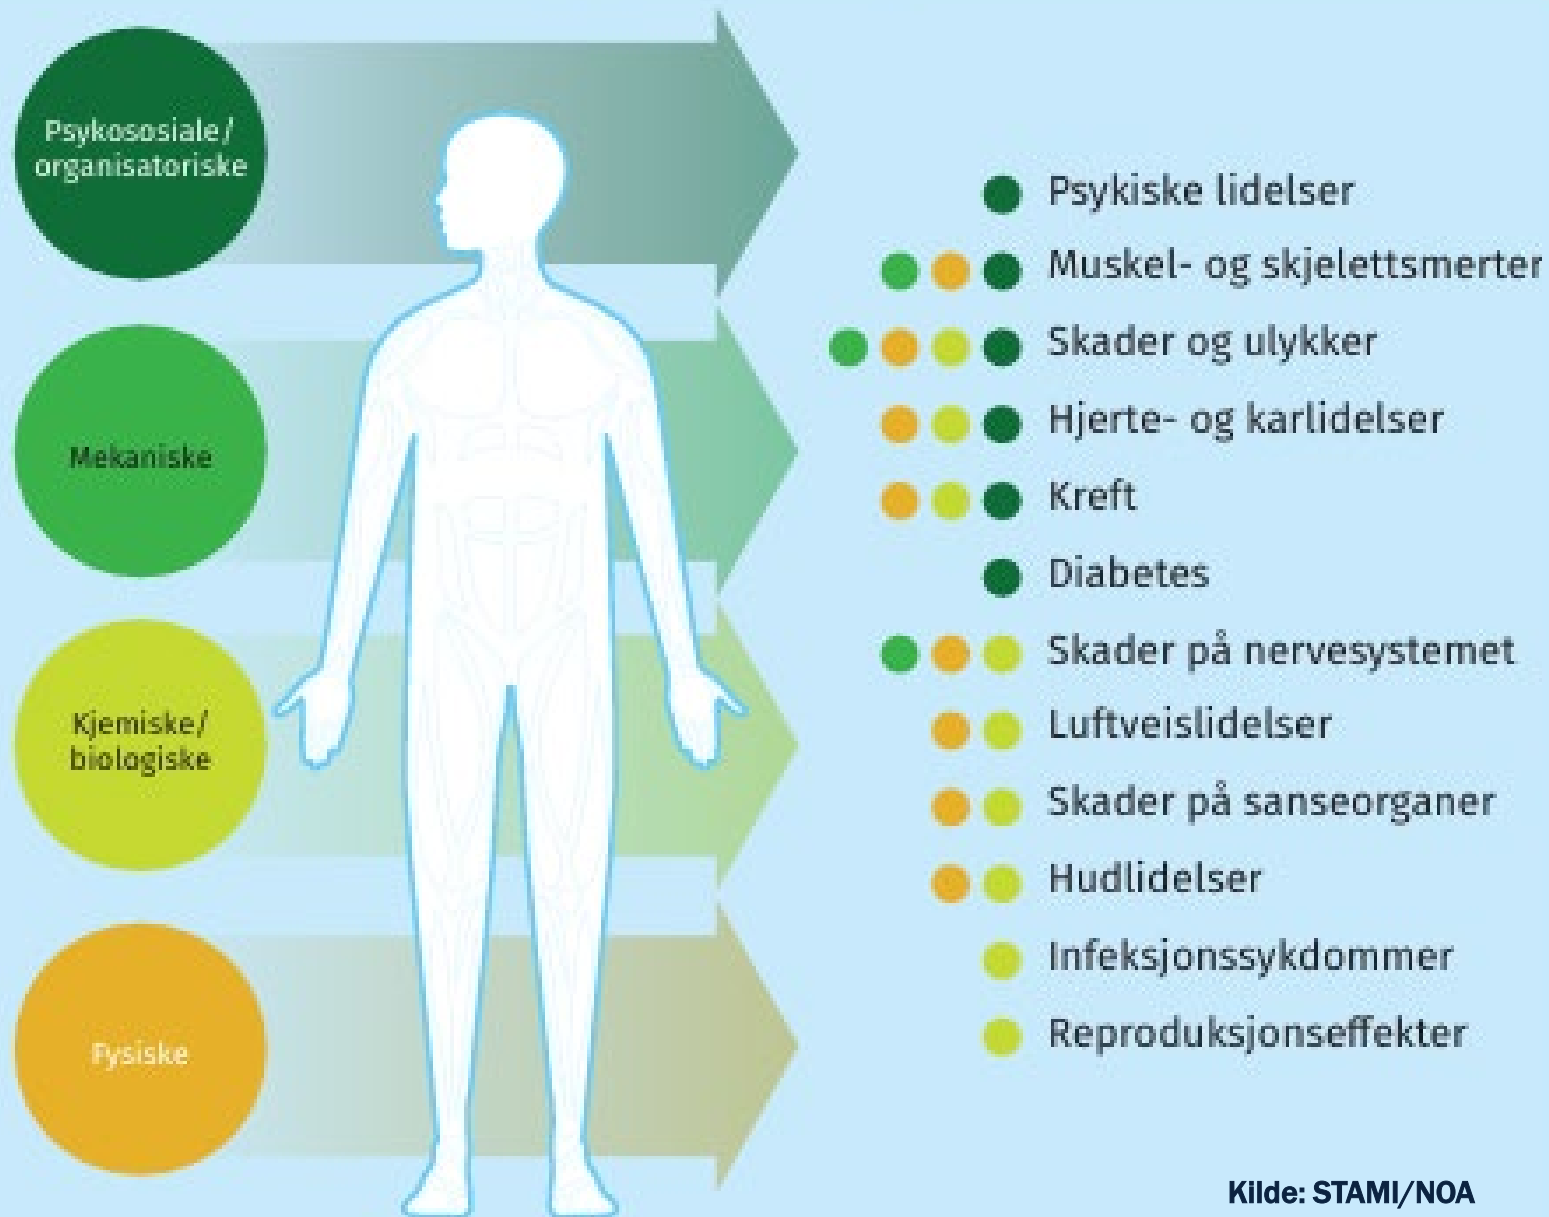 Psykososiale/
organisatoriske
Mekaniske
Kjemiske/
biologiske
Fysiske
Psykiske lidelser
Muskel- og skjelettsmerter
Skader og ulykker
Hjerte- og karlidelser
Kreft
Diabetes
Skader på nervesystemet
Luftveislidelser
Skader på sanseorganer
Hudlidelser
Infeksjonssykdommer
Reproduksjonseffekter
Kilde: STAMI/NOA